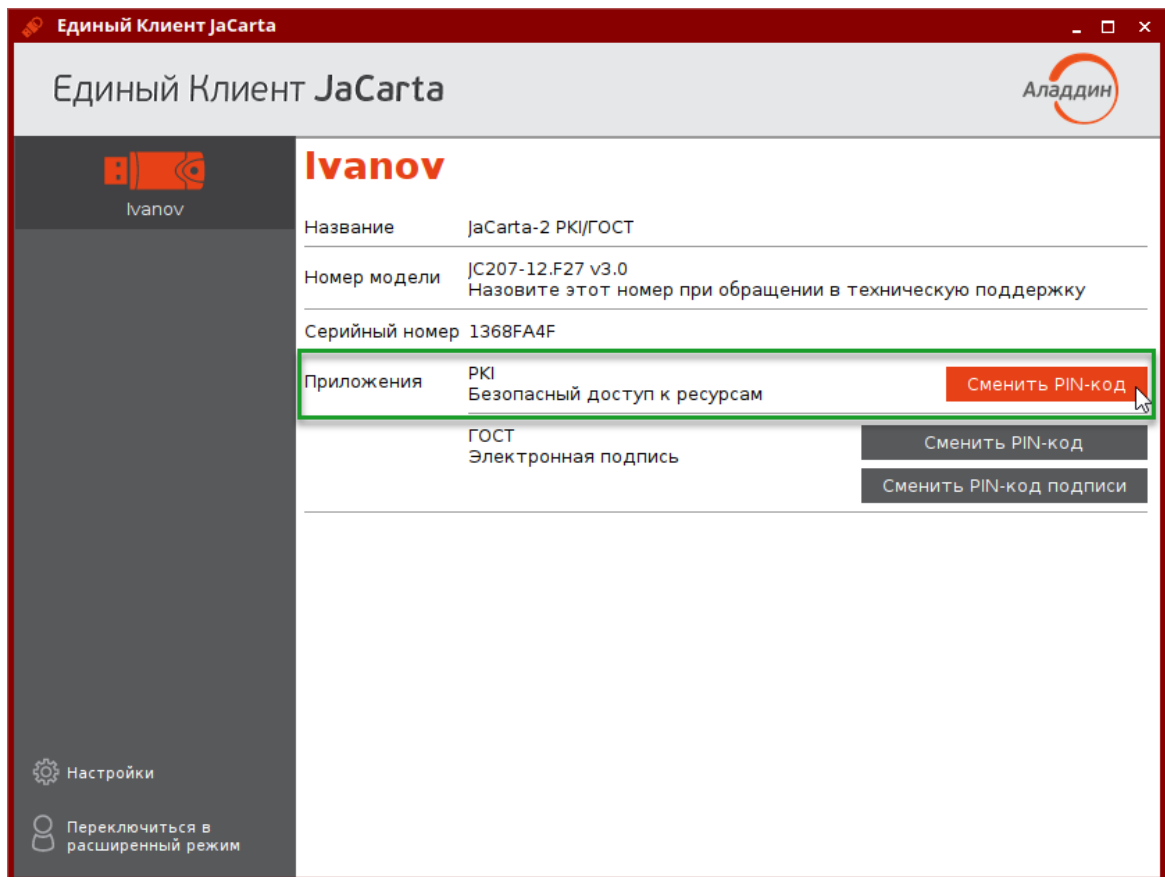 Единый Клиент JaCarta
Единый Клиент JaCarta
Аладдин
Ivanov
Ivanov
Название JaCarta-2 PKI/ГОСТ
Номер модели JC207-12.F27 v3.0
Назовите этот номер при обращении в техническую поддержку
Серийный номер 1368FA4F
Приложения PKI
Безопасный доступ к ресурсам
Сменить PIN-код
ГОСТ
Электронная подпись
Сменить PIN-код
Сменить PIN-код подписи
Настройки
Переключиться в
расширенный режим